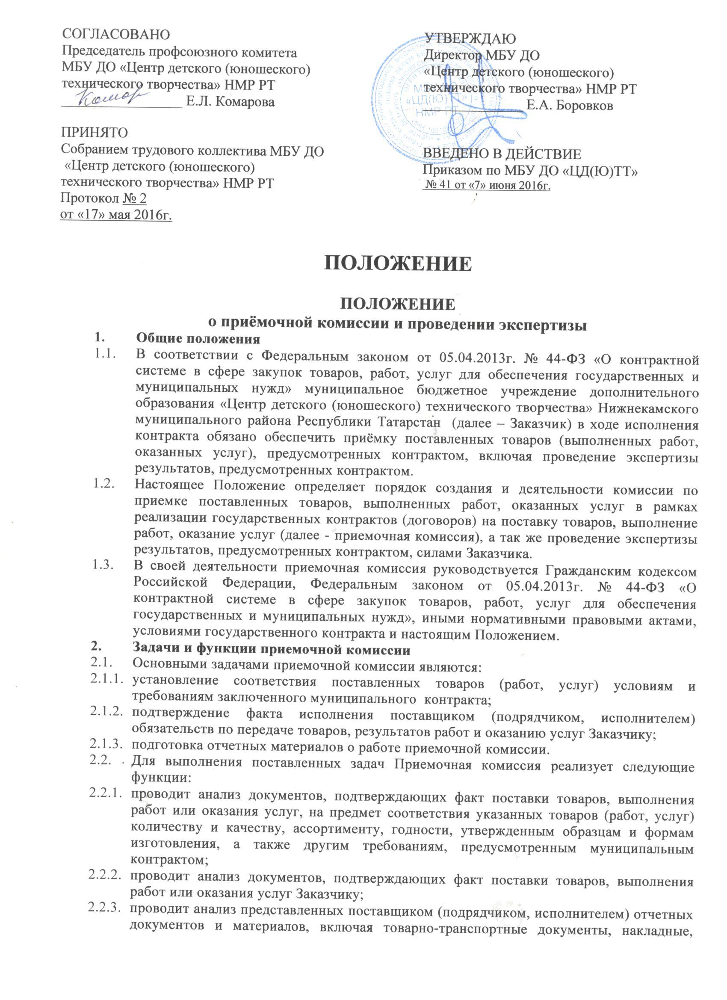 СОГЛАСОВАНО
Председатель профсоюзного комитета
МБУ ДО «Центр детского (юношеского)
технического творчества» НМР РТ
Е.Л. Комарова
УТВЕРЖДАЮ
Директор МБУ ДО
«Центр детского (юношеского)
технического творчества» НМР РТ
Е.А. Боровков
МБУ ДО
«ЦД(Ю)ТТ»
НМР РТ
ПРИНЯТО
Собранием трудового коллектива МБУ ДО
«Центр детского (юношеского)
технического творчества» НМР РТ
Протокол № 2
от «17» мая 2016г.
ВВЕДЕНО В ДЕЙСТВИЕ
Приказом по МБУ ДО «ЦД(Ю)ТТ»
№ 41 от «7» июня 2016г.
ПОЛОЖЕНИЕ
ПОЛОЖЕНИЕ
о приёмочной комиссии и проведении экспертизы
1. Общие положения
1.1. В соответствии с Федеральным законом от 05.04.2013г. № 44-ФЗ «О контрактной
системе в сфере закупок товаров, работ, услуг для обеспечения государственных и
муниципальных нужд» муниципальное бюджетное учреждение дополнительного
образования «Центр детского (юношеского) технического творчества» Нижнекамского
муниципального района Республики Татарстан (далее – Заказчик) в ходе исполнения
контракта обязано обеспечить приёмку поставленных товаров (выполненных работ,
оказанных услуг), предусмотренных контрактом, включая проведение экспертизы
результатов, предусмотренных контрактом.
1.2. Настоящее Положение определяет порядок создания и деятельности комиссии по
приемке поставленных товаров, выполненных работ, оказанных услуг в рамках
реализации государственных контрактов (договоров) на поставку товаров, выполнение
работ, оказание услуг (далее - приемочная комиссия), а так же проведение экспертизы
результатов, предусмотренных контрактом, силами Заказчика.
1.3. В своей деятельности приемочная комиссия руководствуется Гражданским кодексом
Российской Федерации, Федеральным законом от 05.04.2013г. № 44-ФЗ «О
контрактной системе в сфере закупок товаров, работ, услуг для обеспечения
государственных и муниципальных нужд», иными нормативными правовыми актами,
условиями государственного контракта и настоящим Положением.
2. Задачи и функции приемочной комиссии
2.1. Основными задачами приемочной комиссии являются:
2.1.1. установление соответствия поставленных товаров (работ, услуг) условиям и
требованиям заключенного муниципального контракта;
2.1.2. подтверждение факта исполнения поставщиком (подрядчиком, исполнителем)
обязательств по передаче товаров, результатов работ и оказанию услуг Заказчику;
2.1.3. подготовка отчетных материалов о работе приемочной комиссии.
2.2. Для выполнения поставленных задач Приемочная комиссия реализует следующие
функции:
2.2.1. проводит анализ документов, подтверждающих факт поставки товаров, выполнения
работ или оказания услуг, на предмет соответствия указанных товаров (работ, услуг)
количеству и качеству, ассортименту, годности, утвержденным образцам и формам
изготовления, а также другим требованиям, предусмотренным муниципальным
контрактом;
2.2.2. проводит анализ документов, подтверждающих факт поставки товаров, выполнения
работ или оказания услуг Заказчику;
2.2.3. проводит анализ представленных поставщиком (подрядчиком, исполнителем) отчетных
документов и материалов, включая товарно-транспортные документы, накладные,